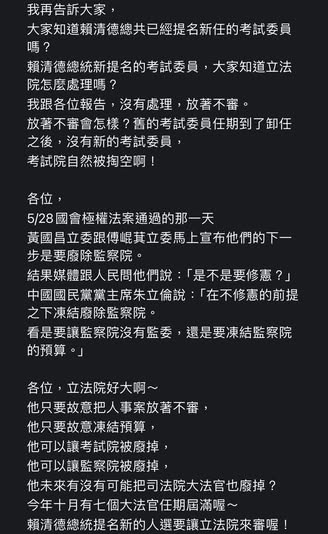 我再告訴大家，
大家知道賴清德總共已經提名新任的考試委員
嗎？
賴清德總統新提名的考試委員，大家知道立法
院怎麼處理嗎？
我跟各位報告，沒有處理，放著不審。
放著不審會怎樣？舊的考試委員任期到了卸任
之後，沒有新的考試委員，
考試院自然被掏空啊！
各位，
5/28國會極權法案通過的那一天
黃國昌立委跟傅崐萁立委馬上宣布他們的下一
步是要廢除監察院。
結果媒體跟人民問他們說：「是不是要修憲？」
中國國民黨黨主席朱立倫說：「在不修憲的前提
之下凍結廢除監察院。
看是要讓監察院沒有監委，還是要凍結監察院
的預算。」
各位，立法院好大啊～
他只要故意把人事案放著不審，
他只要故意凍結預算，
他可以讓考試院被廢掉，
他可以讓監察院被廢掉，
他未來有沒有可能把司法院大法官也廢掉？
今年十月有七個大法官任期屆滿喔～
賴清德總統提名新的人選要讓立法院來審喔！